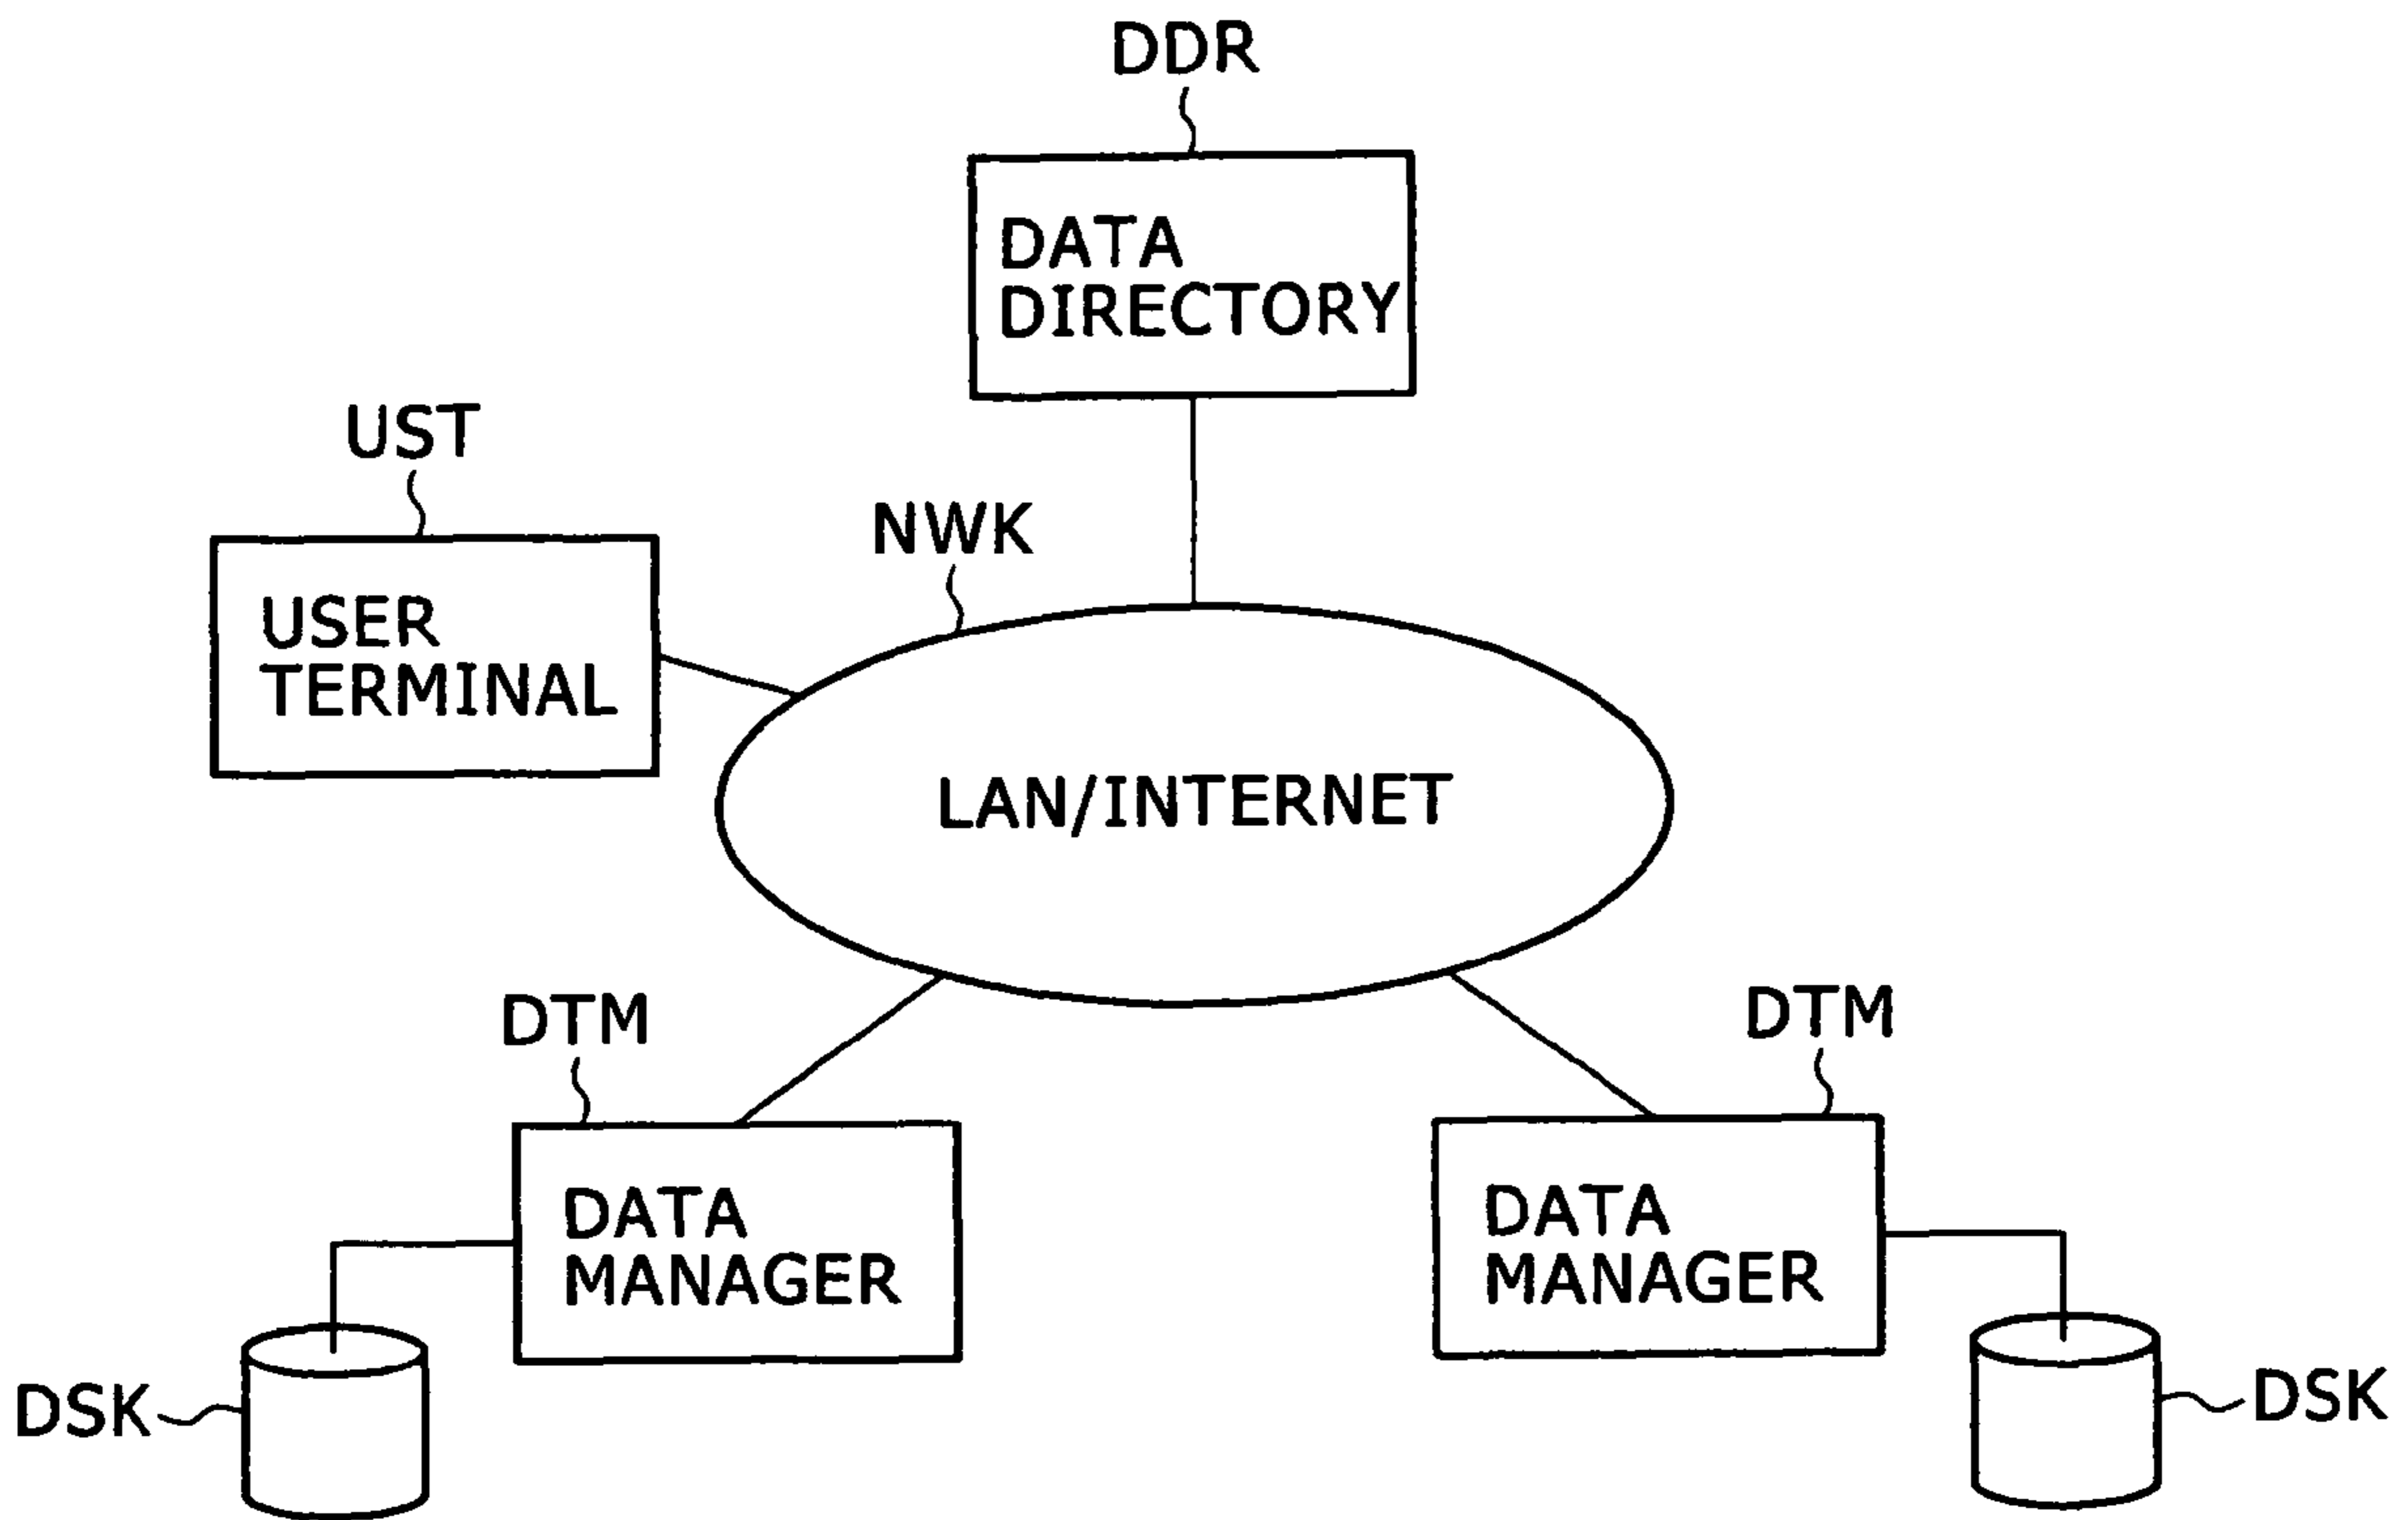 DDR
DATA
DIRECTORY
UST
NWK
USER
TERMINAL
LAN/INTERNET
DTM
DTM
DATA
MANAGER
DATA
MANAGER
DSK
DSK